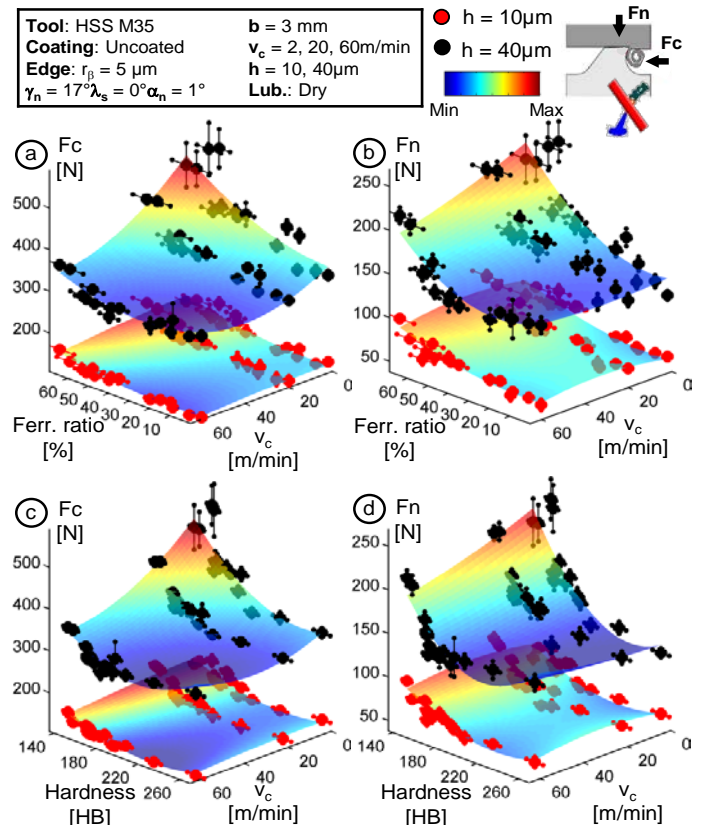 Tool: HSS M35
Coating: Uncoated
Edge: rβ = 5 µm
γn = 17°λs = 0°αn = 1°
b = 3 mm
vc = 2, 20, 60m/min
h = 10, 40µm
Lub.: Dry
h = 10µm
h = 40µm
Min Max
Fn
Fc
a Fc
[N]
500
400
300
200
60 50 40 30 20 10
Ferr. ratio
[%]
60 40 20 0
vc
[m/min]
b Fn
[N]
250
200
150
100
50
60 50 40 30 20 10
Ferr. ratio
[%]
60 40 20 0
vc
[m/min]
c Fc
[N]
500
400
300
200
140 180 220 260
Hardness
[HB]
60 40 20 0
vc
[m/min]
d Fn
[N]
250
200
150
100
50
140 180 220 260
Hardness
[HB]
60 40 20 0
vc
[m/min]